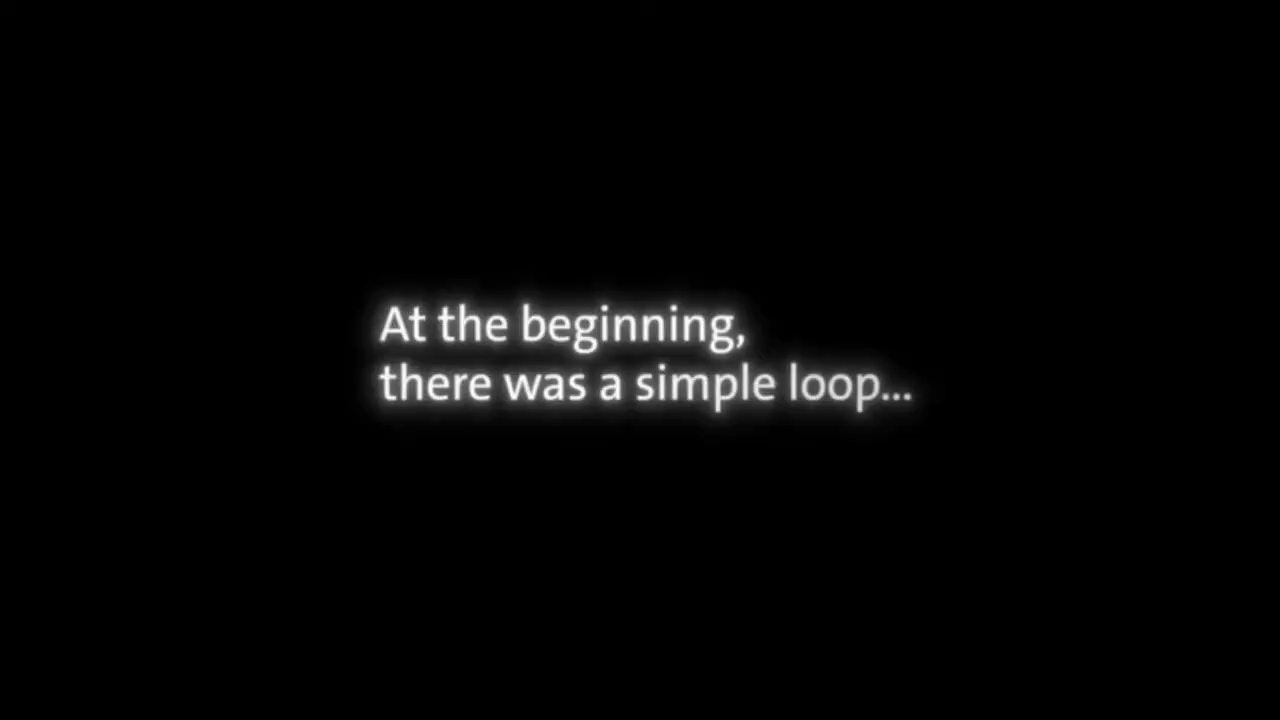 At the beginning,
there was a simple loop...